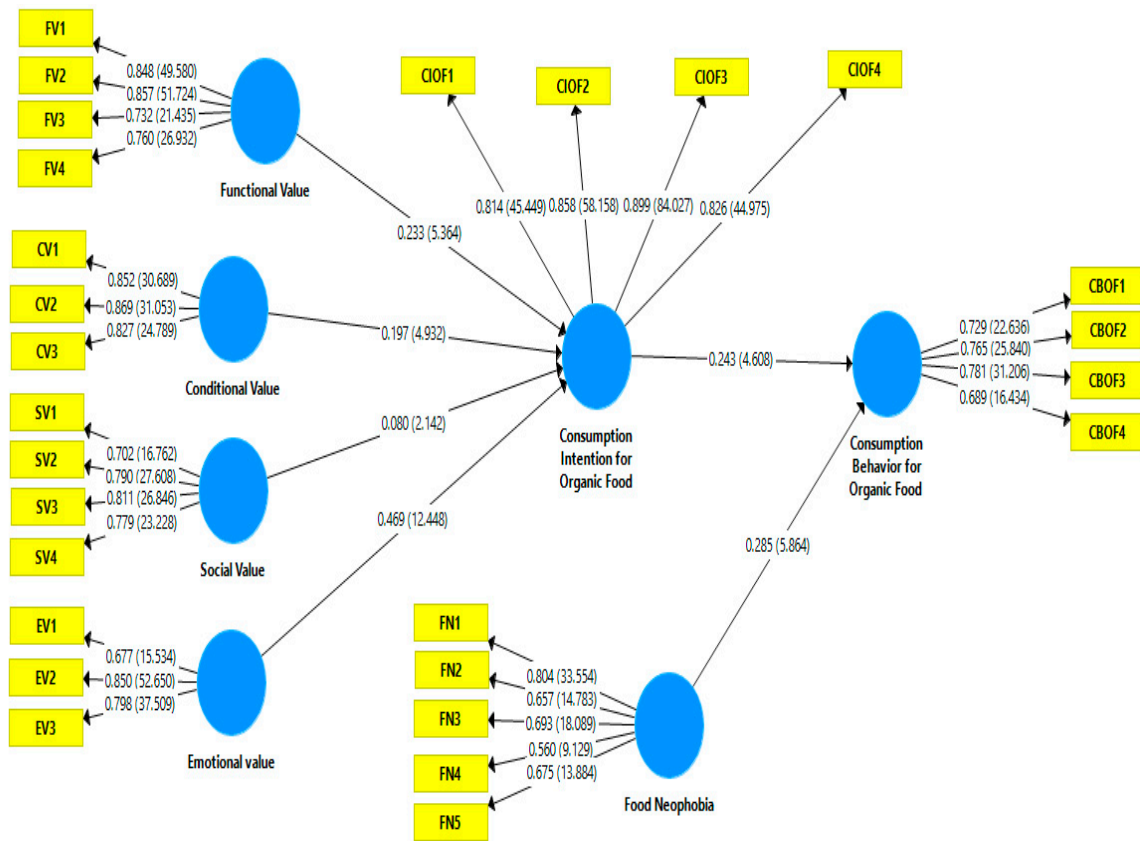 FV1
FV2
FV3
FV4
0.848 (49.580)
0.857 (51.724)
0.732 (21.435)
0.760 (26.932)
Functional Value
CIOF1
CIOF2
CIOF3
CIOF4
0.814 (45.449)
0.858 (58.158)
0.899 (84.027)
0.826 (44.975)
0.233 (5.364)
CV1
CV2
CV3
0.852 (30.689)
0.869 (31.053)
0.827 (24.789)
Conditional Value
0.197 (4.932)
SV1
SV2
SV3
SV4
0.702 (16.762)
0.790 (27.608)
0.811 (26.846)
0.779 (23.228)
Social Value
0.080 (2.142)
EV1
EV2
EV3
0.677 (15.534)
0.850 (52.650)
0.798 (37.509)
Emotional value
0.469 (12.448)
Consumption
Intention for
Organic Food
0.243 (4.608)
CBOF1
CBOF2
CBOF3
CBOF4
0.729 (22.636)
0.765 (25.840)
0.781 (31.206)
0.689 (16.434)
Consumption
Behavior for
Organic Food
0.285 (5.864)
FN1
FN2
FN3
FN4
FN5
0.804 (33.554)
0.657 (14.783)
0.693 (18.089)
0.560 (9.129)
0.675 (13.884)
Food Neophobia